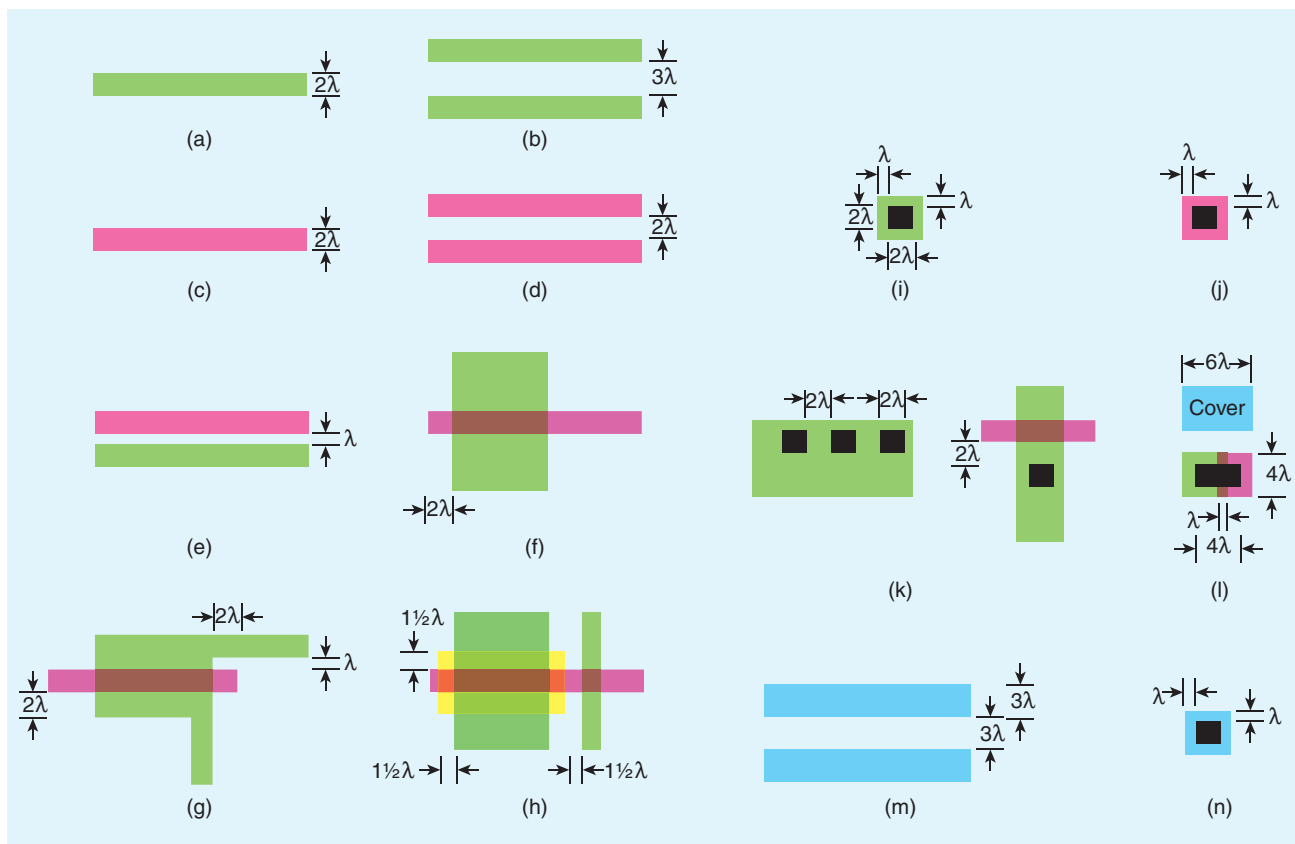 2λ
(a)
3λ
(b)
2λ
(c)
2λ
(d)
λ
(e)
2λ
(f)
2λ
λ
2λ
(g)
1½λ
1½λ
1½λ
(h)
λ
λ
2λ
2λ
(i)
λ
λ
(j)
2λ
2λ
2λ
(k)
6λ
Cover
4λ
λ
4λ
(l)
3λ
3λ
(m)
λ
λ
(n)